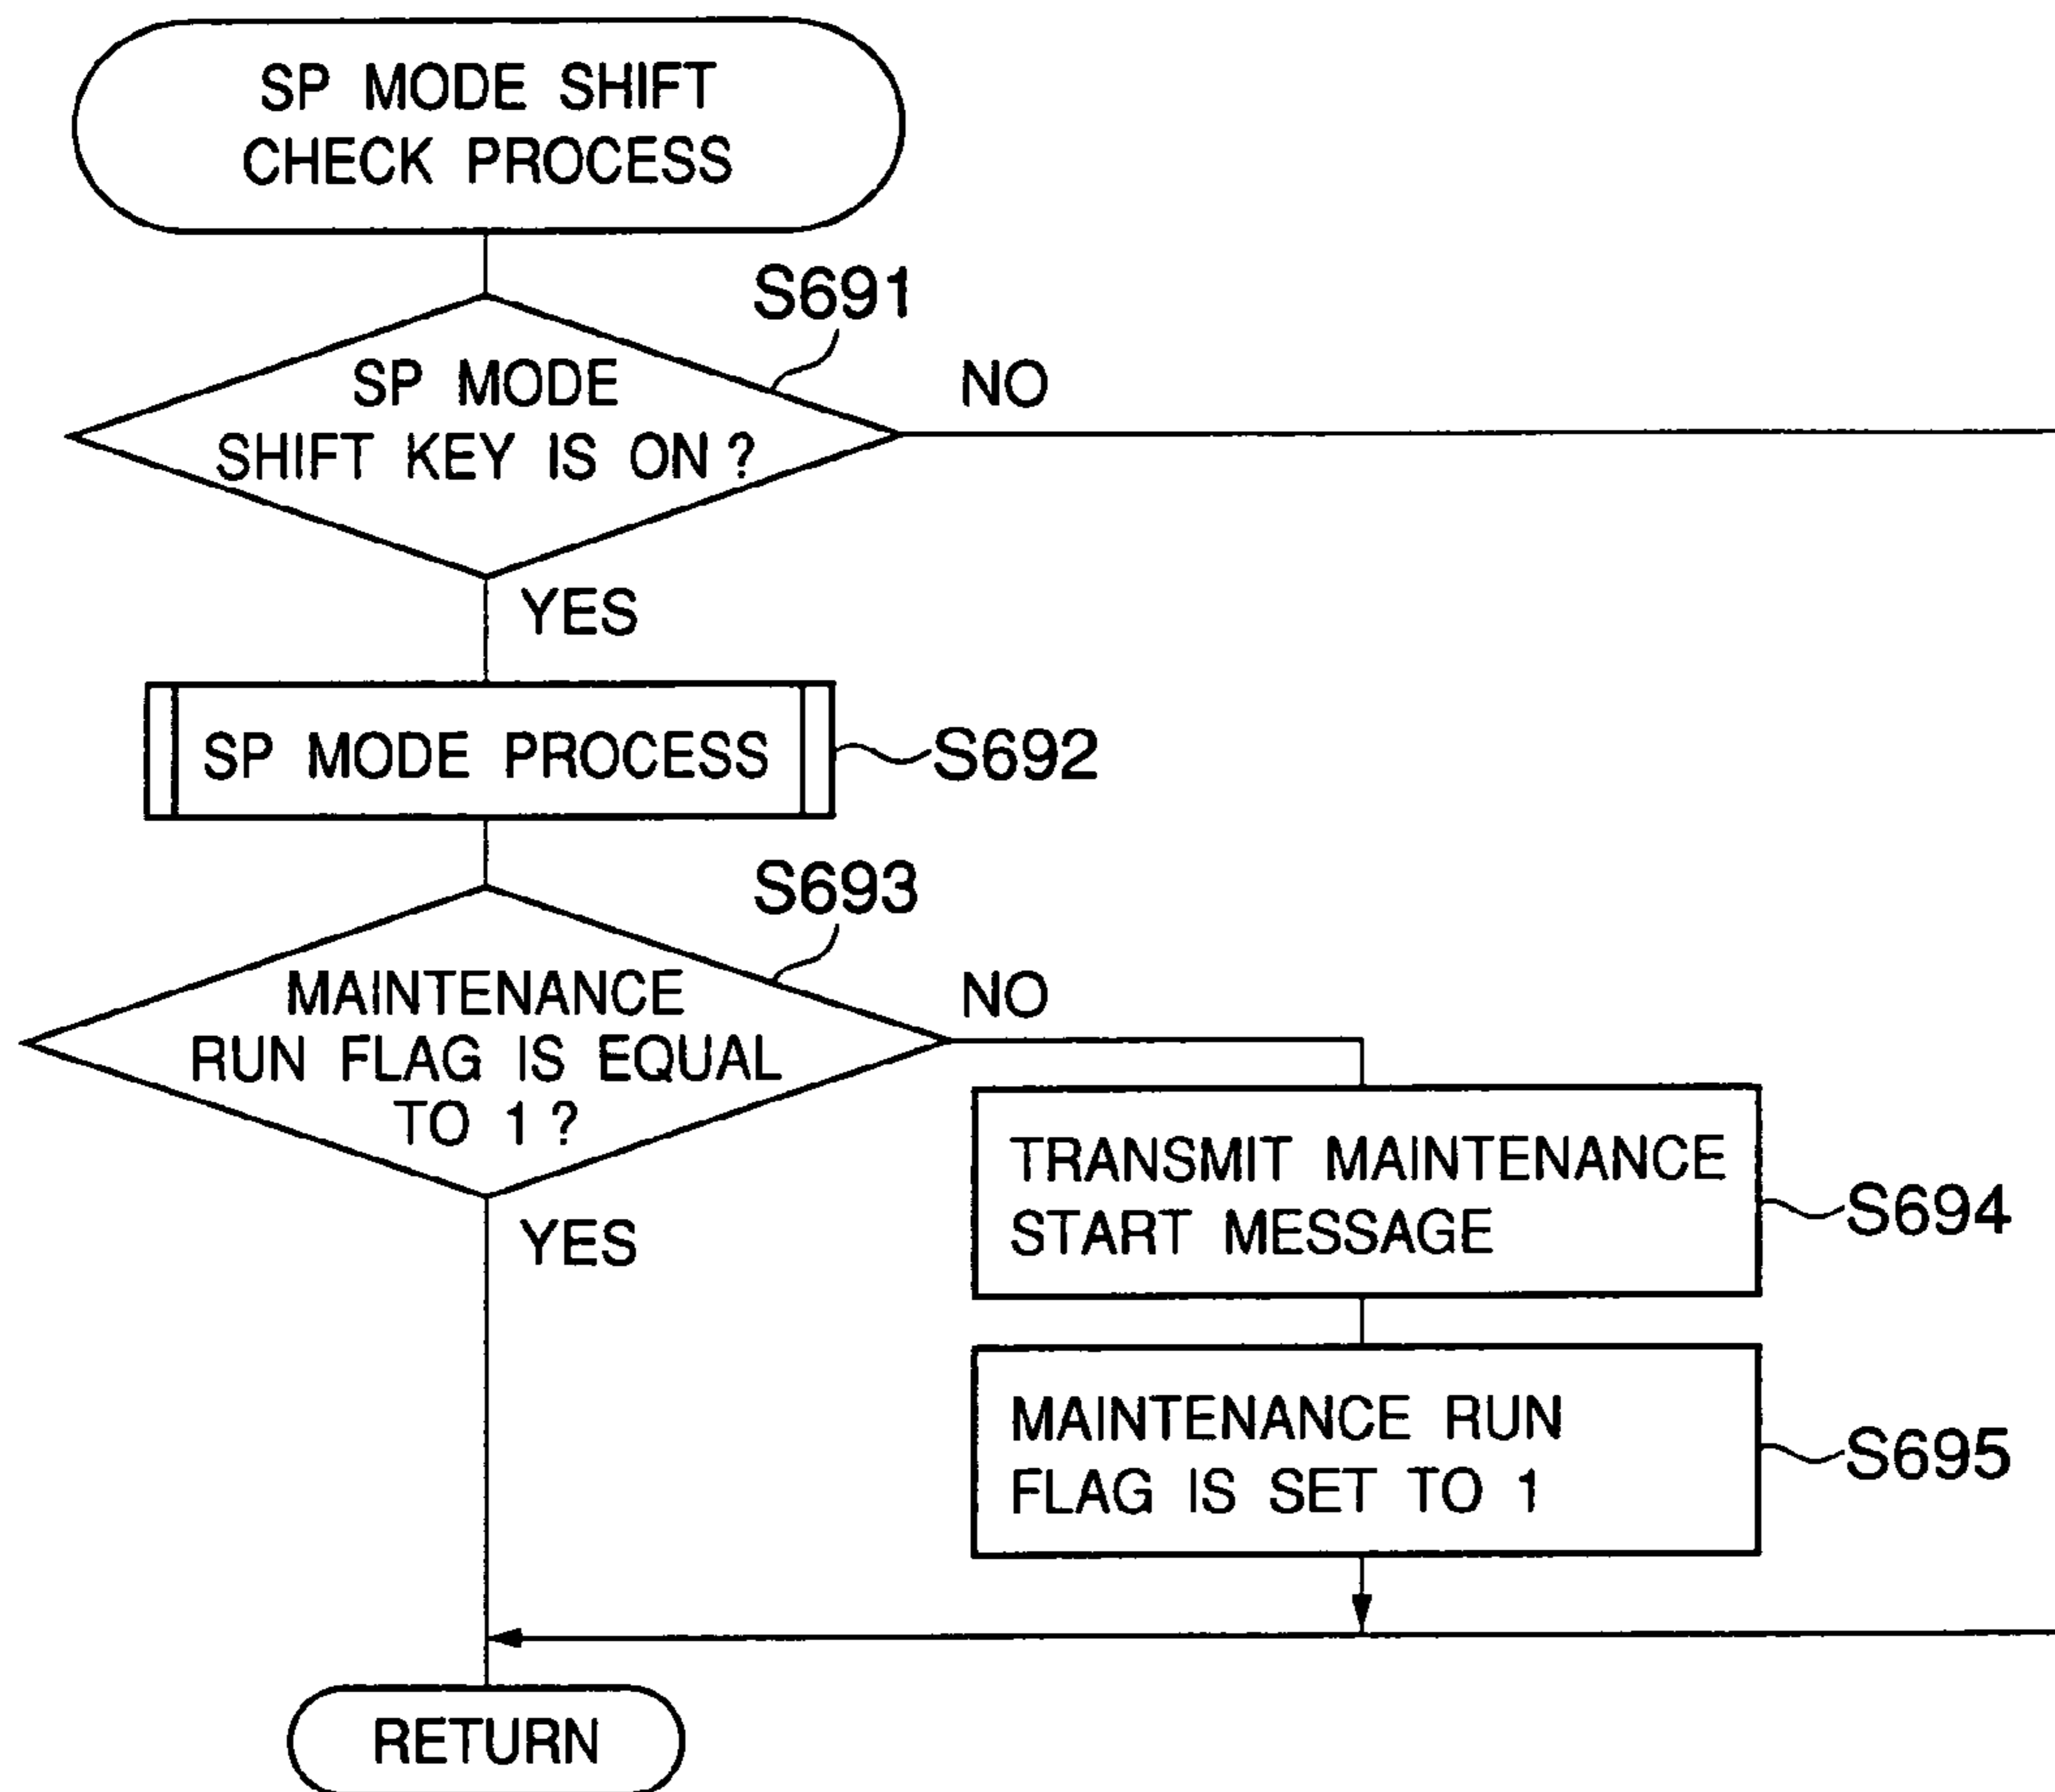 SP MODE SHIFT
CHECK PROCESS
S691
SP MODE
SHIFT KEY IS ON?
NO
YES
SP MODE PROCESS
S692
S693
MAINTENANCE
RUN FLAG IS EQUAL
TO 1?
NO
YES
TRANSMIT MAINTENANCE
START MESSAGE
S694
MAINTENANCE RUN
FLAG IS SET TO 1
S695
RETURN